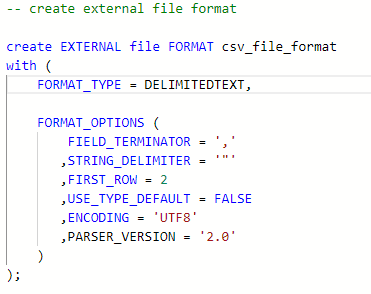 -- create external file format
create EXTERNAL file FORMAT csv_file_format
with (
FORMAT_TYPE = DELIMITEDTEXT,
FORMAT_OPTIONS (
FIELD_TERMINATOR = ','
,STRING_DELIMITER = '"'
,FIRST_ROW = 2
,USE_TYPE_DEFAULT = FALSE
,ENCODING = 'UTF8'
,PARSER_VERSION = '2.0'
)
);